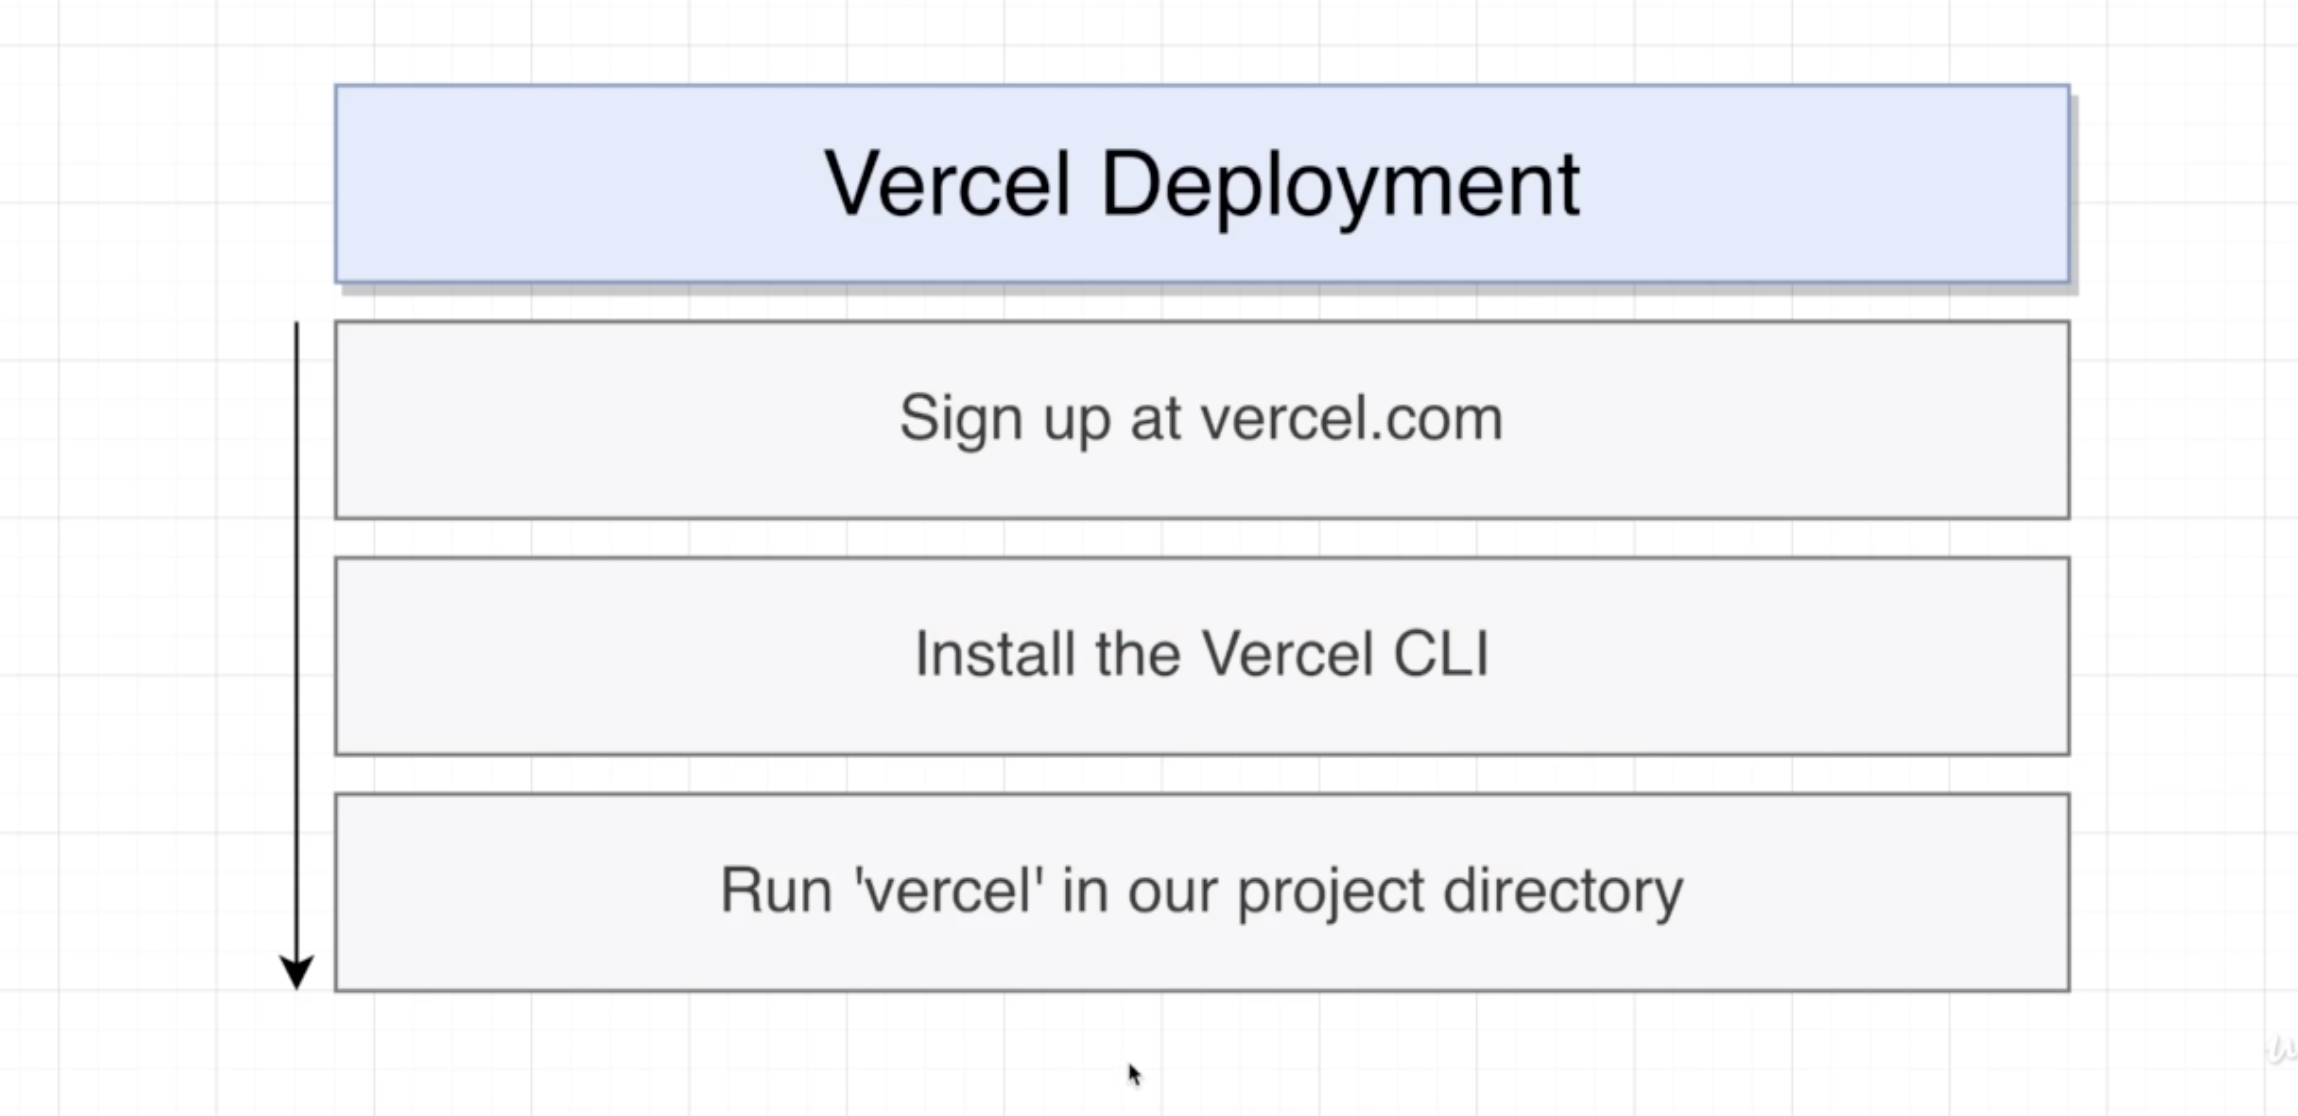 Vercel Deployment
Sign up at vercel.com
Install the Vercel CLI
Run 'vercel' in our project directory